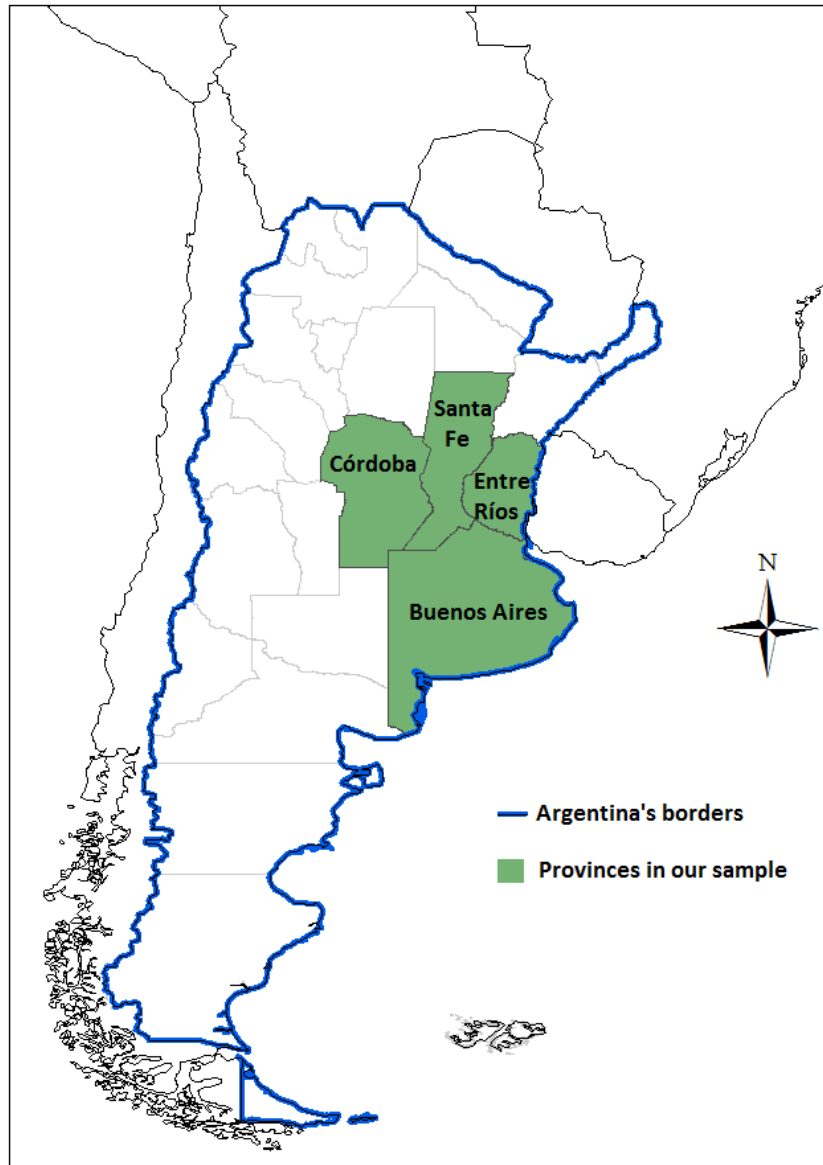 Santa
Fe
Córdoba
Entre
Ríos
Buenos Aires
N
Argentina's borders
Provinces in our sample